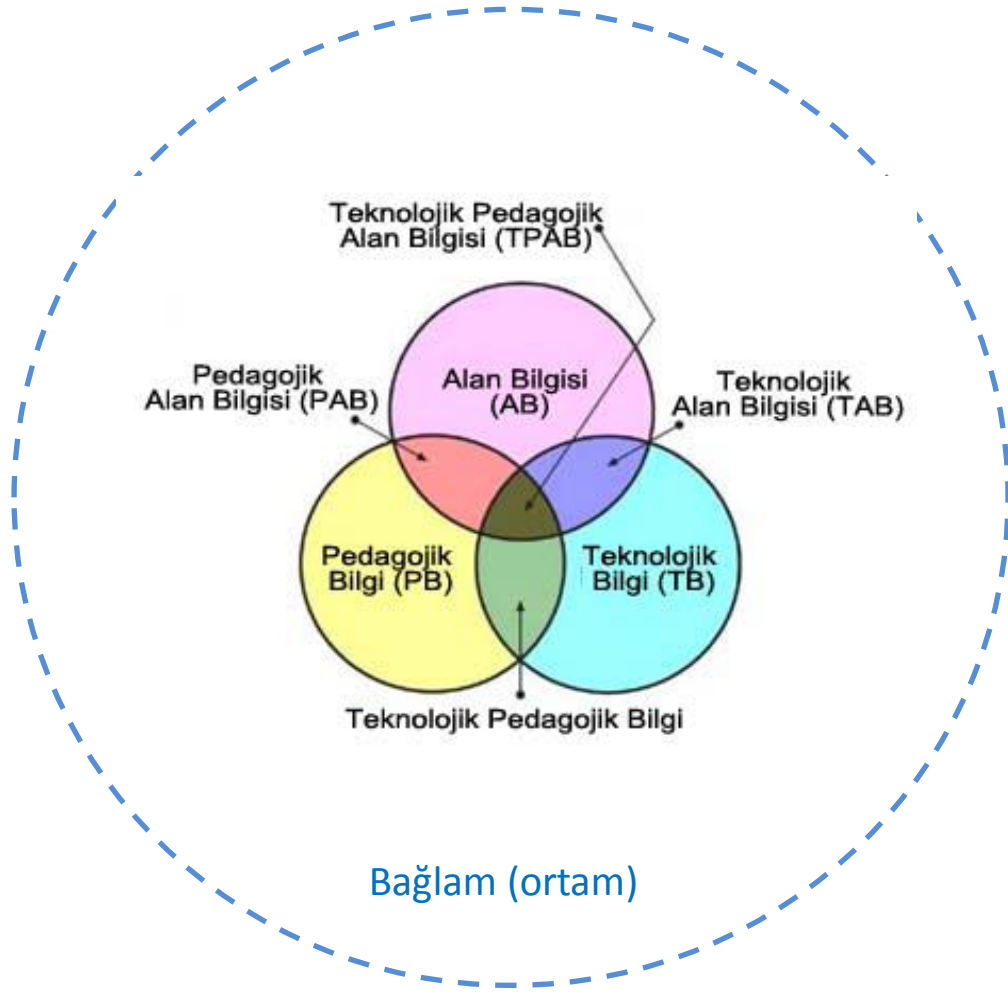 Teknolojik Pedagojik
Alan Bilgisi (TPAB)
Pedagojik
Alan Bilgisi (PAB)
Alan Bilgisi
(AB)
Teknolojik
Alan Bilgisi (TAB)
Pedagojik
Bilgi (PB)
Teknolojik
Bilgi (TB)
Teknolojik Pedagojik Bilgi
Bağlam (ortam)